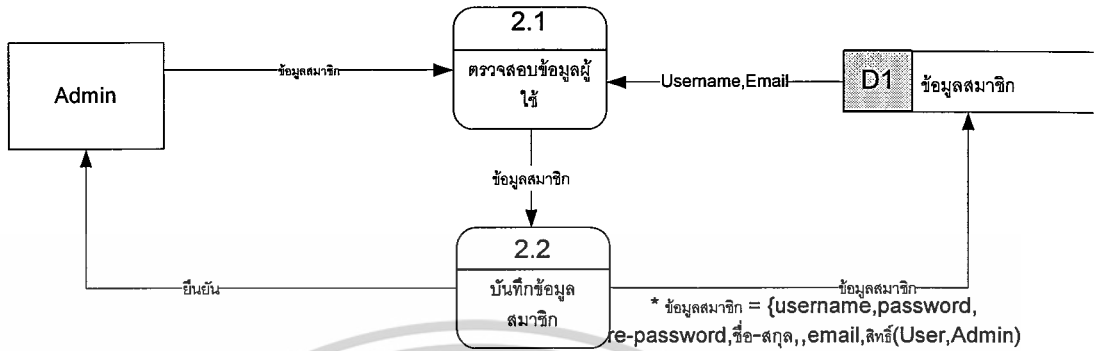 2.1
Admin
ข้อมูลสมาชิก
ตรวจสอบข้อมูลผู้
ใช้
Username,Email
D1
ข้อมูลสมาชิก
ข้อมูลสมาชิก
2.2
ยืนยัน
บันทึกข้อมูล
สมาชิก
ข้อมูลสมาชิก
* ข้อมูลสมาชิก = {username,password,
re-password,ชื่อ-สกุล,,email,สิทธิ์(User,Admin)